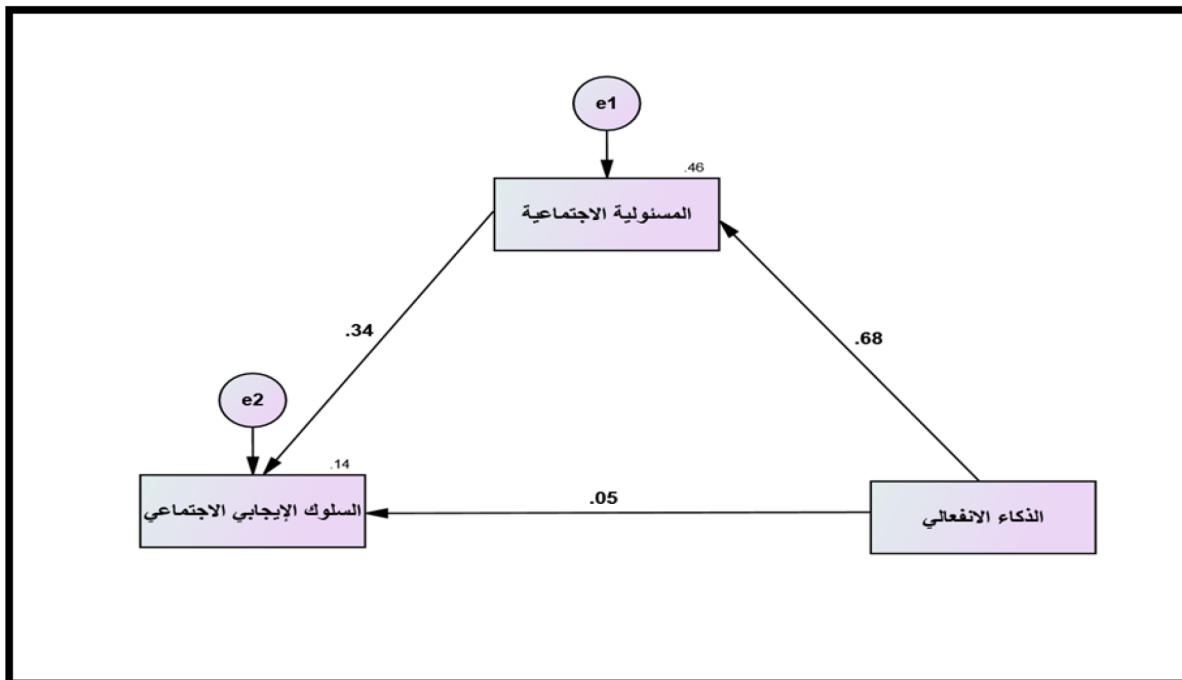 e1
.46
المسئولية الاجتماعية
.34
.68
e2
.14
السلوك الإيجابي الاجتماعي
.05
الذكاء الانفعالي